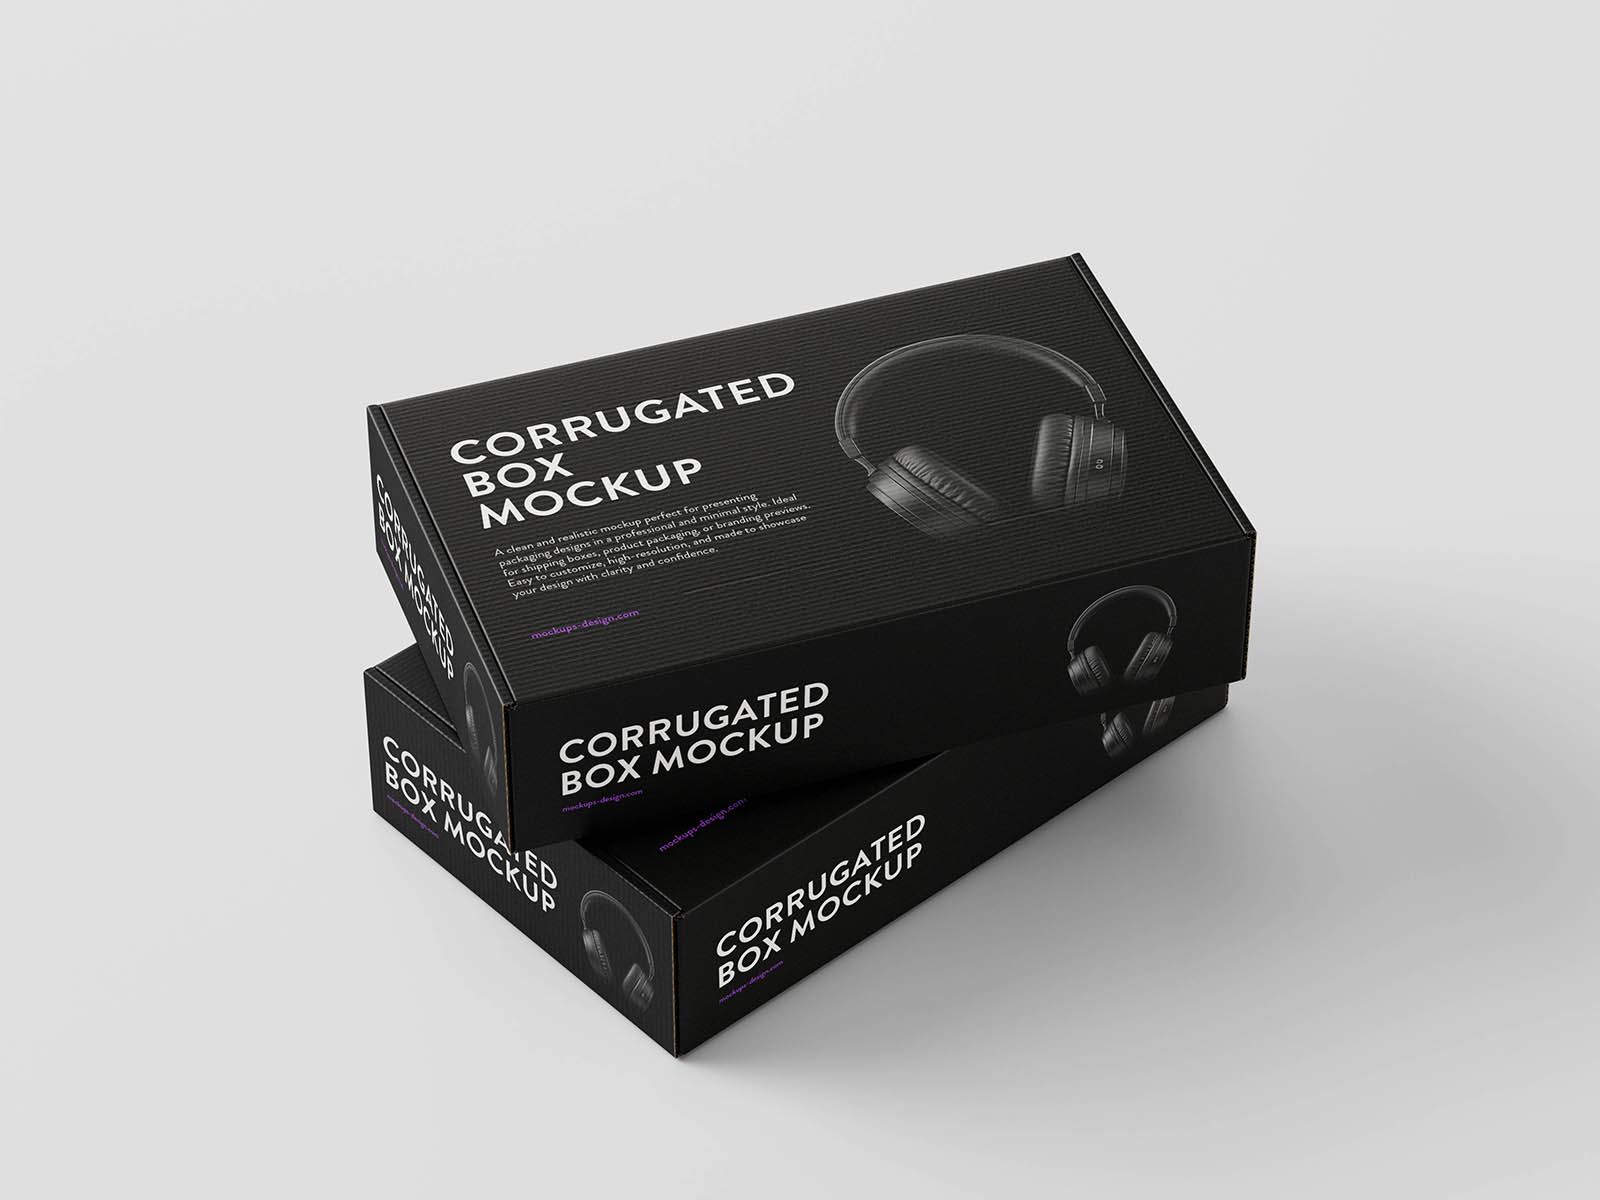 CORRUGATED
BOX
MOCKUP
A clean and realistic mockup perfect for presenting
packaging designs in a professional and minimal style. Ideal
for shipping boxes, product packaging, or branding previews.
Easy to customize, high-resolution, and made to showcase
your design with clarity and confidence.
mockups-design.com
CORRUGATED
BOX MOCKUP
CORRUGATED
BOX MOCKUP
mockups-design.com
mockups-design.com
CORRUGATED
BOX MOCKUP
mockups-design.com
CORRUGATED
BOX MOCKUP
mockups-design.com